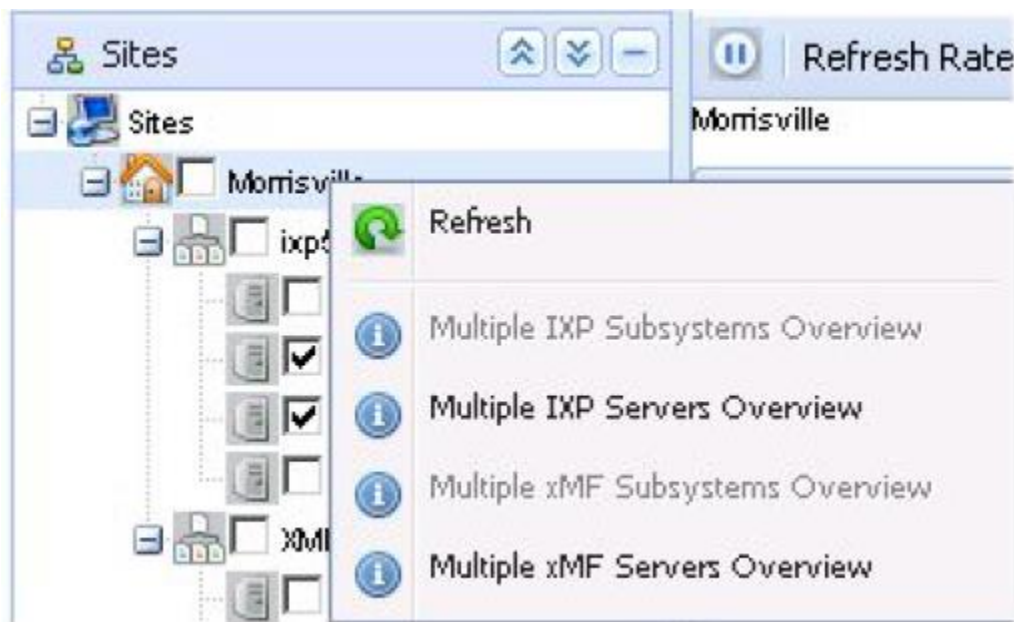 Sites
Refresh Rate
Sites
Morrisville
Morrisville
Refresh
Multiple IXP Subsystems Overview
Multiple IXP Servers Overview
Multiple xMF Subsystems Overview
Multiple xMF Servers Overview